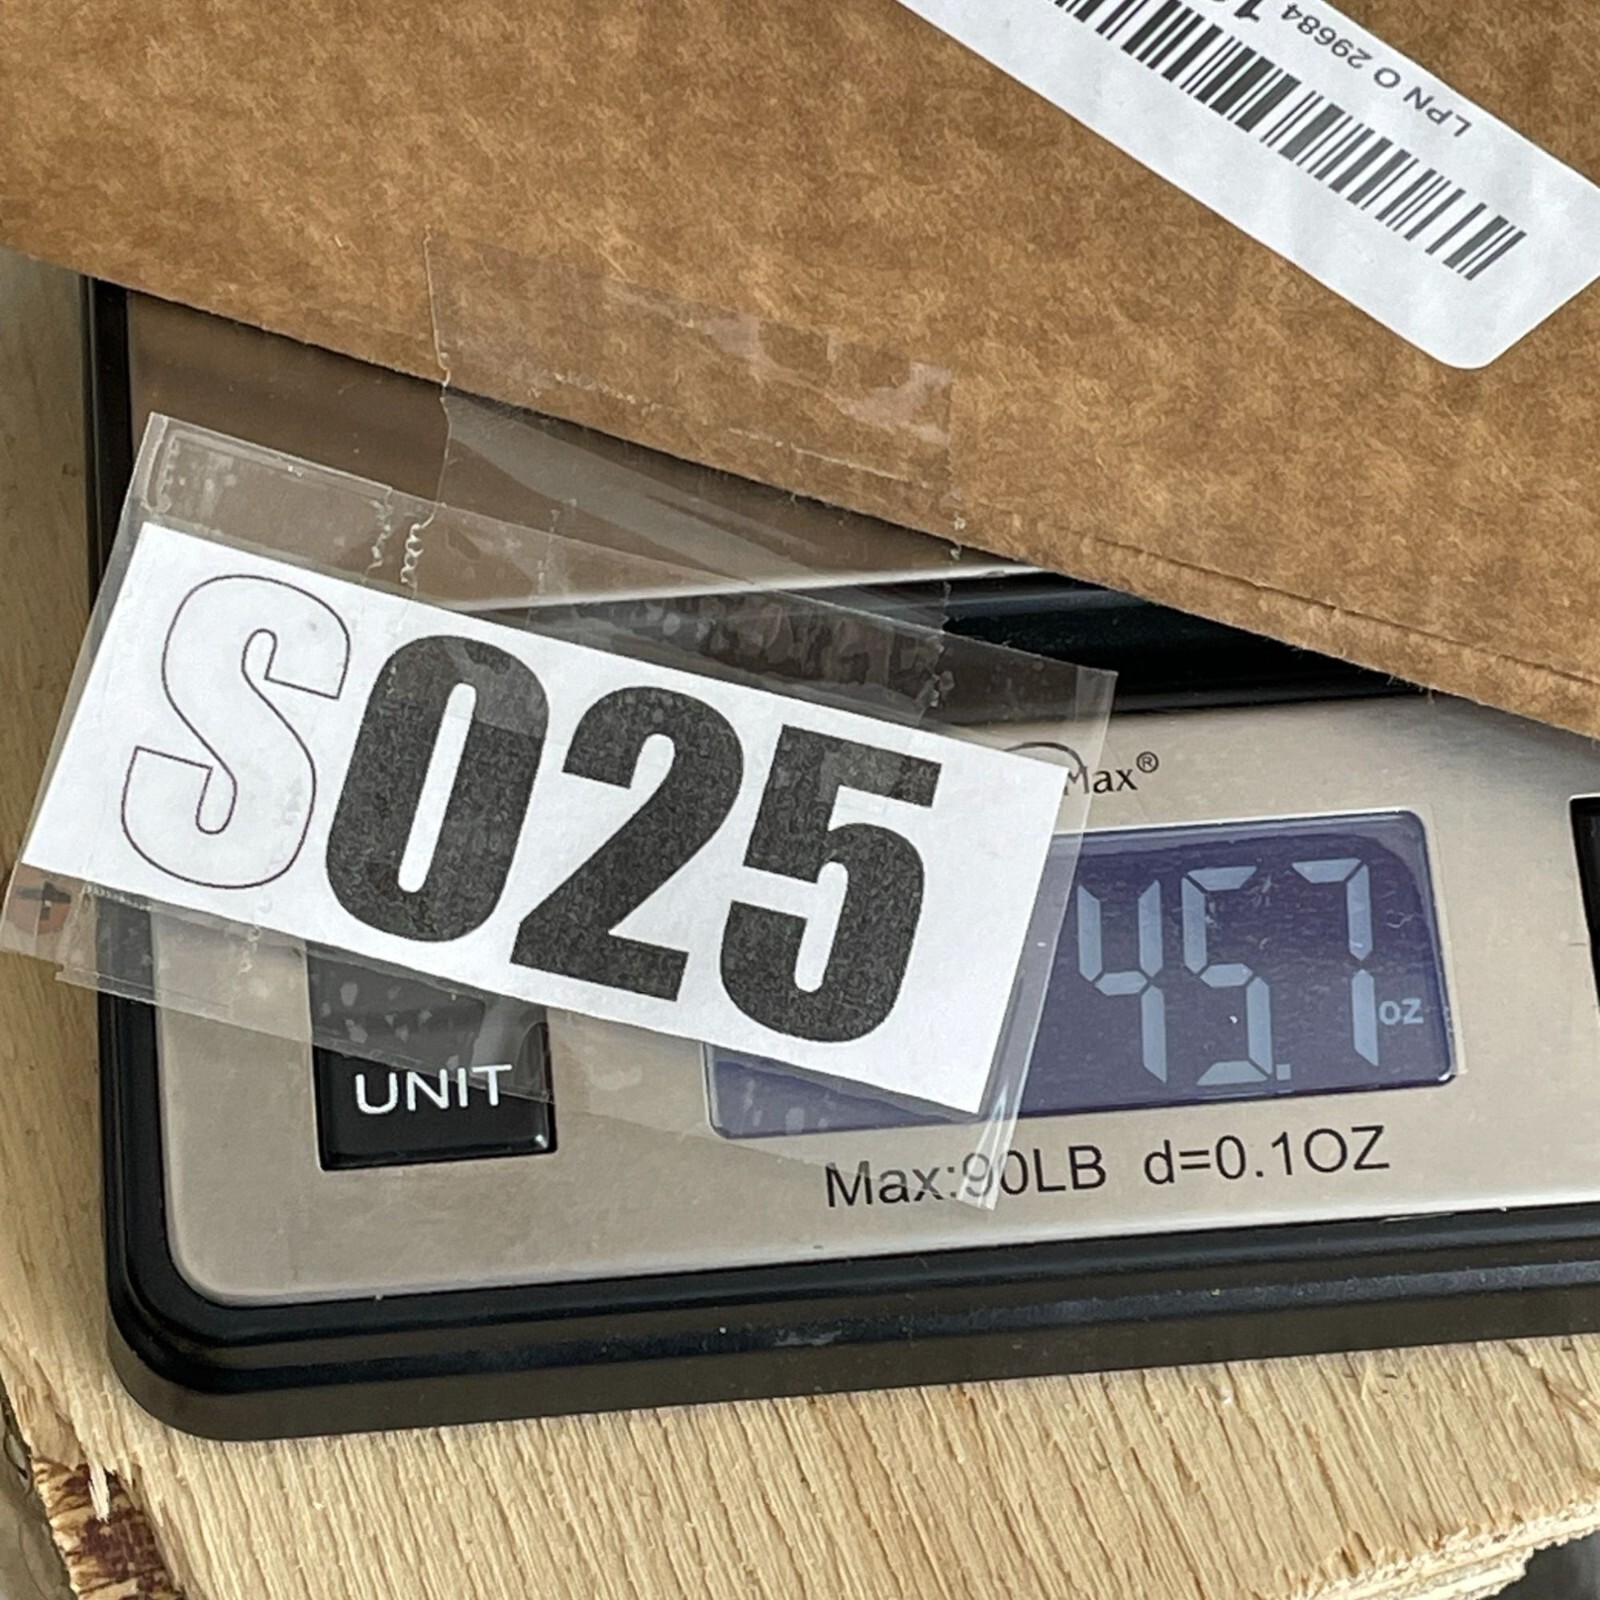 LPN O 29684
S025
Max®
45.7 oz
UNIT
Max:90LB d=0.1OZ